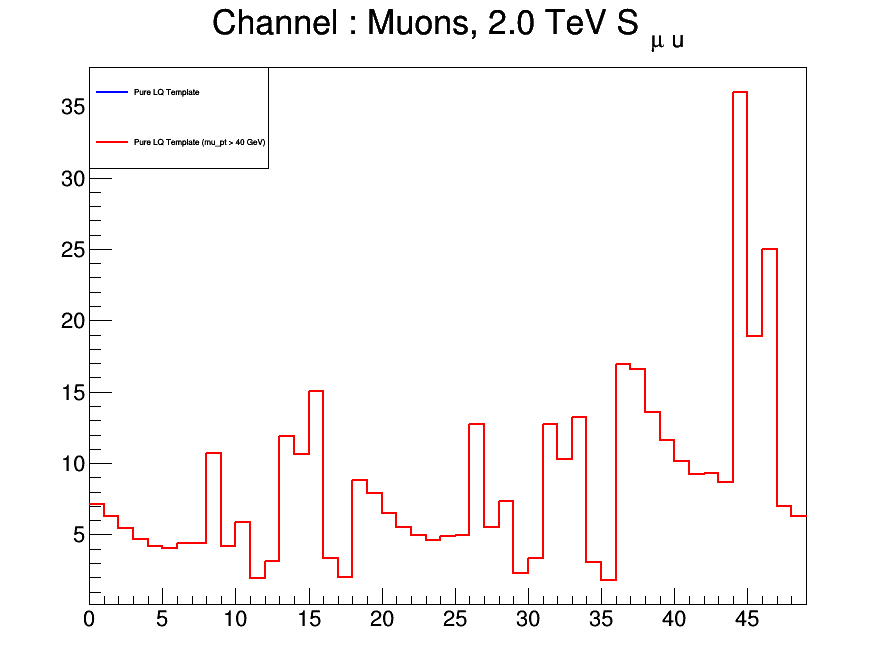 Channel : Muons, 2.0 TeV S μ u
Pure LQ Template
Pure LQ Template (mu_pt > 40 GeV)
35
30
25
20
15
10
5
0 5 10 15 20 25 30 35 40 45